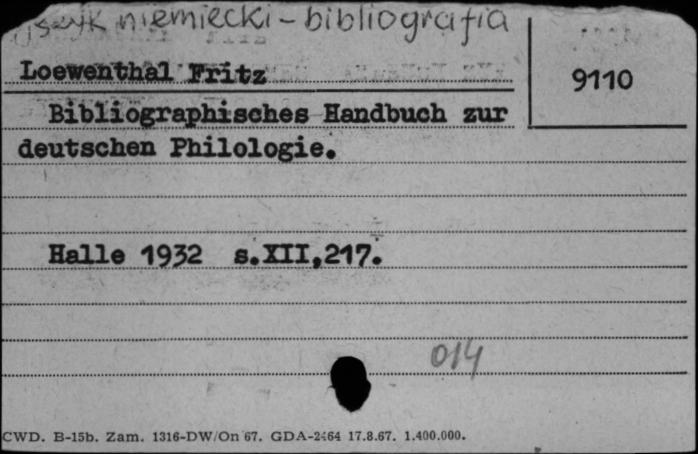 język niemiecki - bibliografia
Loewenthal Fritz
9110
Bibliographisches Handbuch zur
deutschen Philologie.
Halle 1932 s.XII,217.
014
CWD. B-15b. Zam. 1316-DW/On 67. GDA-2464 17.8.67. 1.400.000.